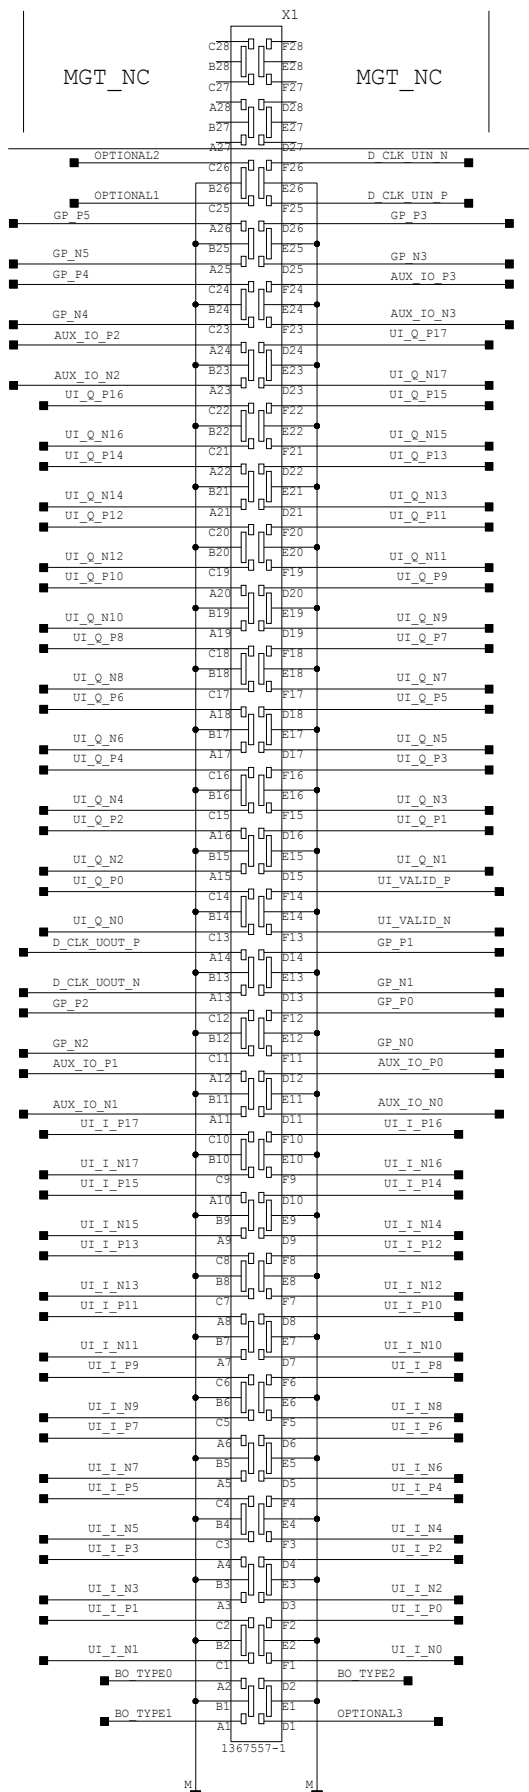 X1
C28 F28
B28 E28
MGT_NC MGT_NC
C27 F27
A28 D28
B27 E27
A27 D27
OPTIONAL2 D_CLK_UIN_N
C26 F26
B26 E26
OPTIONAL1 D_CLK_UIN_P
C25 F25
GP_P5 GP_P3
A26 D26
B25 E25
GP_N5 GP_N3
A25 D25
GP_P4 AUX_IO_P3
C24 F24
B24 E24
GP_N4 AUX_IO_N3
C23 F23
AUX_IO_P2 UI_Q_P17
A24 D24
B23 E23
AUX_IO_N2 UI_Q_N17
A23 D23
UI_Q_P16 UI_Q_P15
C22 F22
B22 E22
UI_Q_N16 UI_Q_N15
C21 F21
UI_Q_P14 UI_Q_P13
A22 D22
B21 E21
UI_Q_N14 UI_Q_N13
A21 D21
UI_Q_P12 UI_Q_P11
C20 F20
B20 E20
UI_Q_N12 UI_Q_N11
C19 F19
UI_Q_P10 UI_Q_P9
A20 D20
B19 E19
UI_Q_N10 UI_Q_N9
A19 D19
UI_Q_P8 UI_Q_P7
C18 F18
B18 E18
UI_Q_N8 UI_Q_N7
C17 F17
UI_Q_P6 UI_Q_P5
A18 D18
B17 E17
UI_Q_N6 UI_Q_N5
A17 D17
UI_Q_P4 UI_Q_P3
C16 F16
B16 E16
UI_Q_N4 UI_Q_N3
C15 F15
UI_Q_P2 UI_Q_P1
A16 D16
B15 E15
UI_Q_N2 UI_Q_N1
A15 D15
UI_Q_P0 UI_VALID_P
C14 F14
B14 E14
UI_Q_N0 UI_VALID_N
C13 F13
D_CLK_UOUT_P GP_P1
A14 D14
B13 E13
D_CLK_UOUT_N GP_N1
A13 D13
GP_P2 GP_P0
C12 F12
B12 E12
GP_N2 GP_N0
C11 F11
AUX_IO_P1 AUX_IO_P0
A12 D12
B11 E11
AUX_IO_N1 AUX_IO_N0
A11 D11
UI_I_P17 UI_I_P16
C10 F10
B10 E10
UI_I_N17 UI_I_N16
C9 F9
UI_I_P15 UI_I_P14
A10 D10
B9 E9
UI_I_N15 UI_I_N14
A9 D9
UI_I_P13 UI_I_P12
C8 F8
B8 E8
UI_I_N13 UI_I_N12
C7 F7
UI_I_P11 UI_I_P10
A8 D8
B7 E7
UI_I_N11 UI_I_N10
A7 D7
UI_I_P9 UI_I_P8
C6 F6
B6 E6
UI_I_N9 UI_I_N8
C5 F5
UI_I_P7 UI_I_P6
A6 D6
B5 E5
UI_I_N7 UI_I_N6
A5 D5
UI_I_P5 UI_I_P4
C4 F4
B4 E4
UI_I_N5 UI_I_N4
C3 F3
UI_I_P3 UI_I_P2
A4 D4
B3 E3
UI_I_N3 UI_I_N2
A3 D3
UI_I_P1 UI_I_P0
C2 F2
B2 E2
UI_I_N1 UI_I_N0
C1 F1
BO_TYPE0 BO_TYPE2
A2 D2
B1 E1
BO_TYPE1 OPTIONAL3
A1 D1
1367557-1
M M